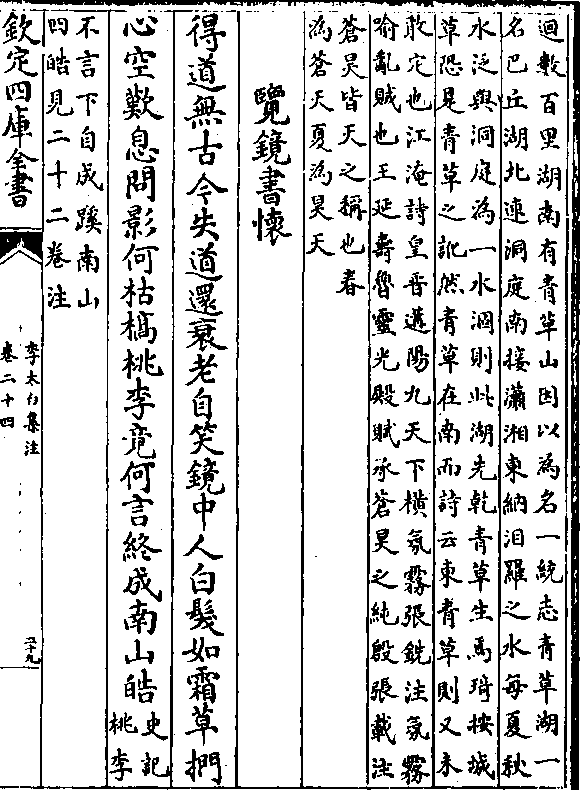 迴數百里湖南有青草山因以為名一統志青草湖一
名巴丘湖北連洞庭南接瀟湘東納汨羅之水每夏秋
水泛與洞庭為一水涸則此湖先乾青草生焉琦按城
草恐是青草之訛然青草在南而詩云東青草則又未
敢定也江淹詩皇晉遘陽九天下橫氛霧張銑注氛霧
喻亂賊也王延壽魯靈光殿賦承蒼昊之純殷張載注
蒼昊皆天之稱也春
為蒼天夏為昊天
覽鏡書懷
得道無古今失道還衰老自笑鏡中人白髮如霜草捫
心空歎息問影何枯槁桃李竟何言終成南山皓
史記
桃李
不言下自成蹊南山
四皓見二十二卷注
欽定四庫全書
李太白集注
卷二十四
二十九